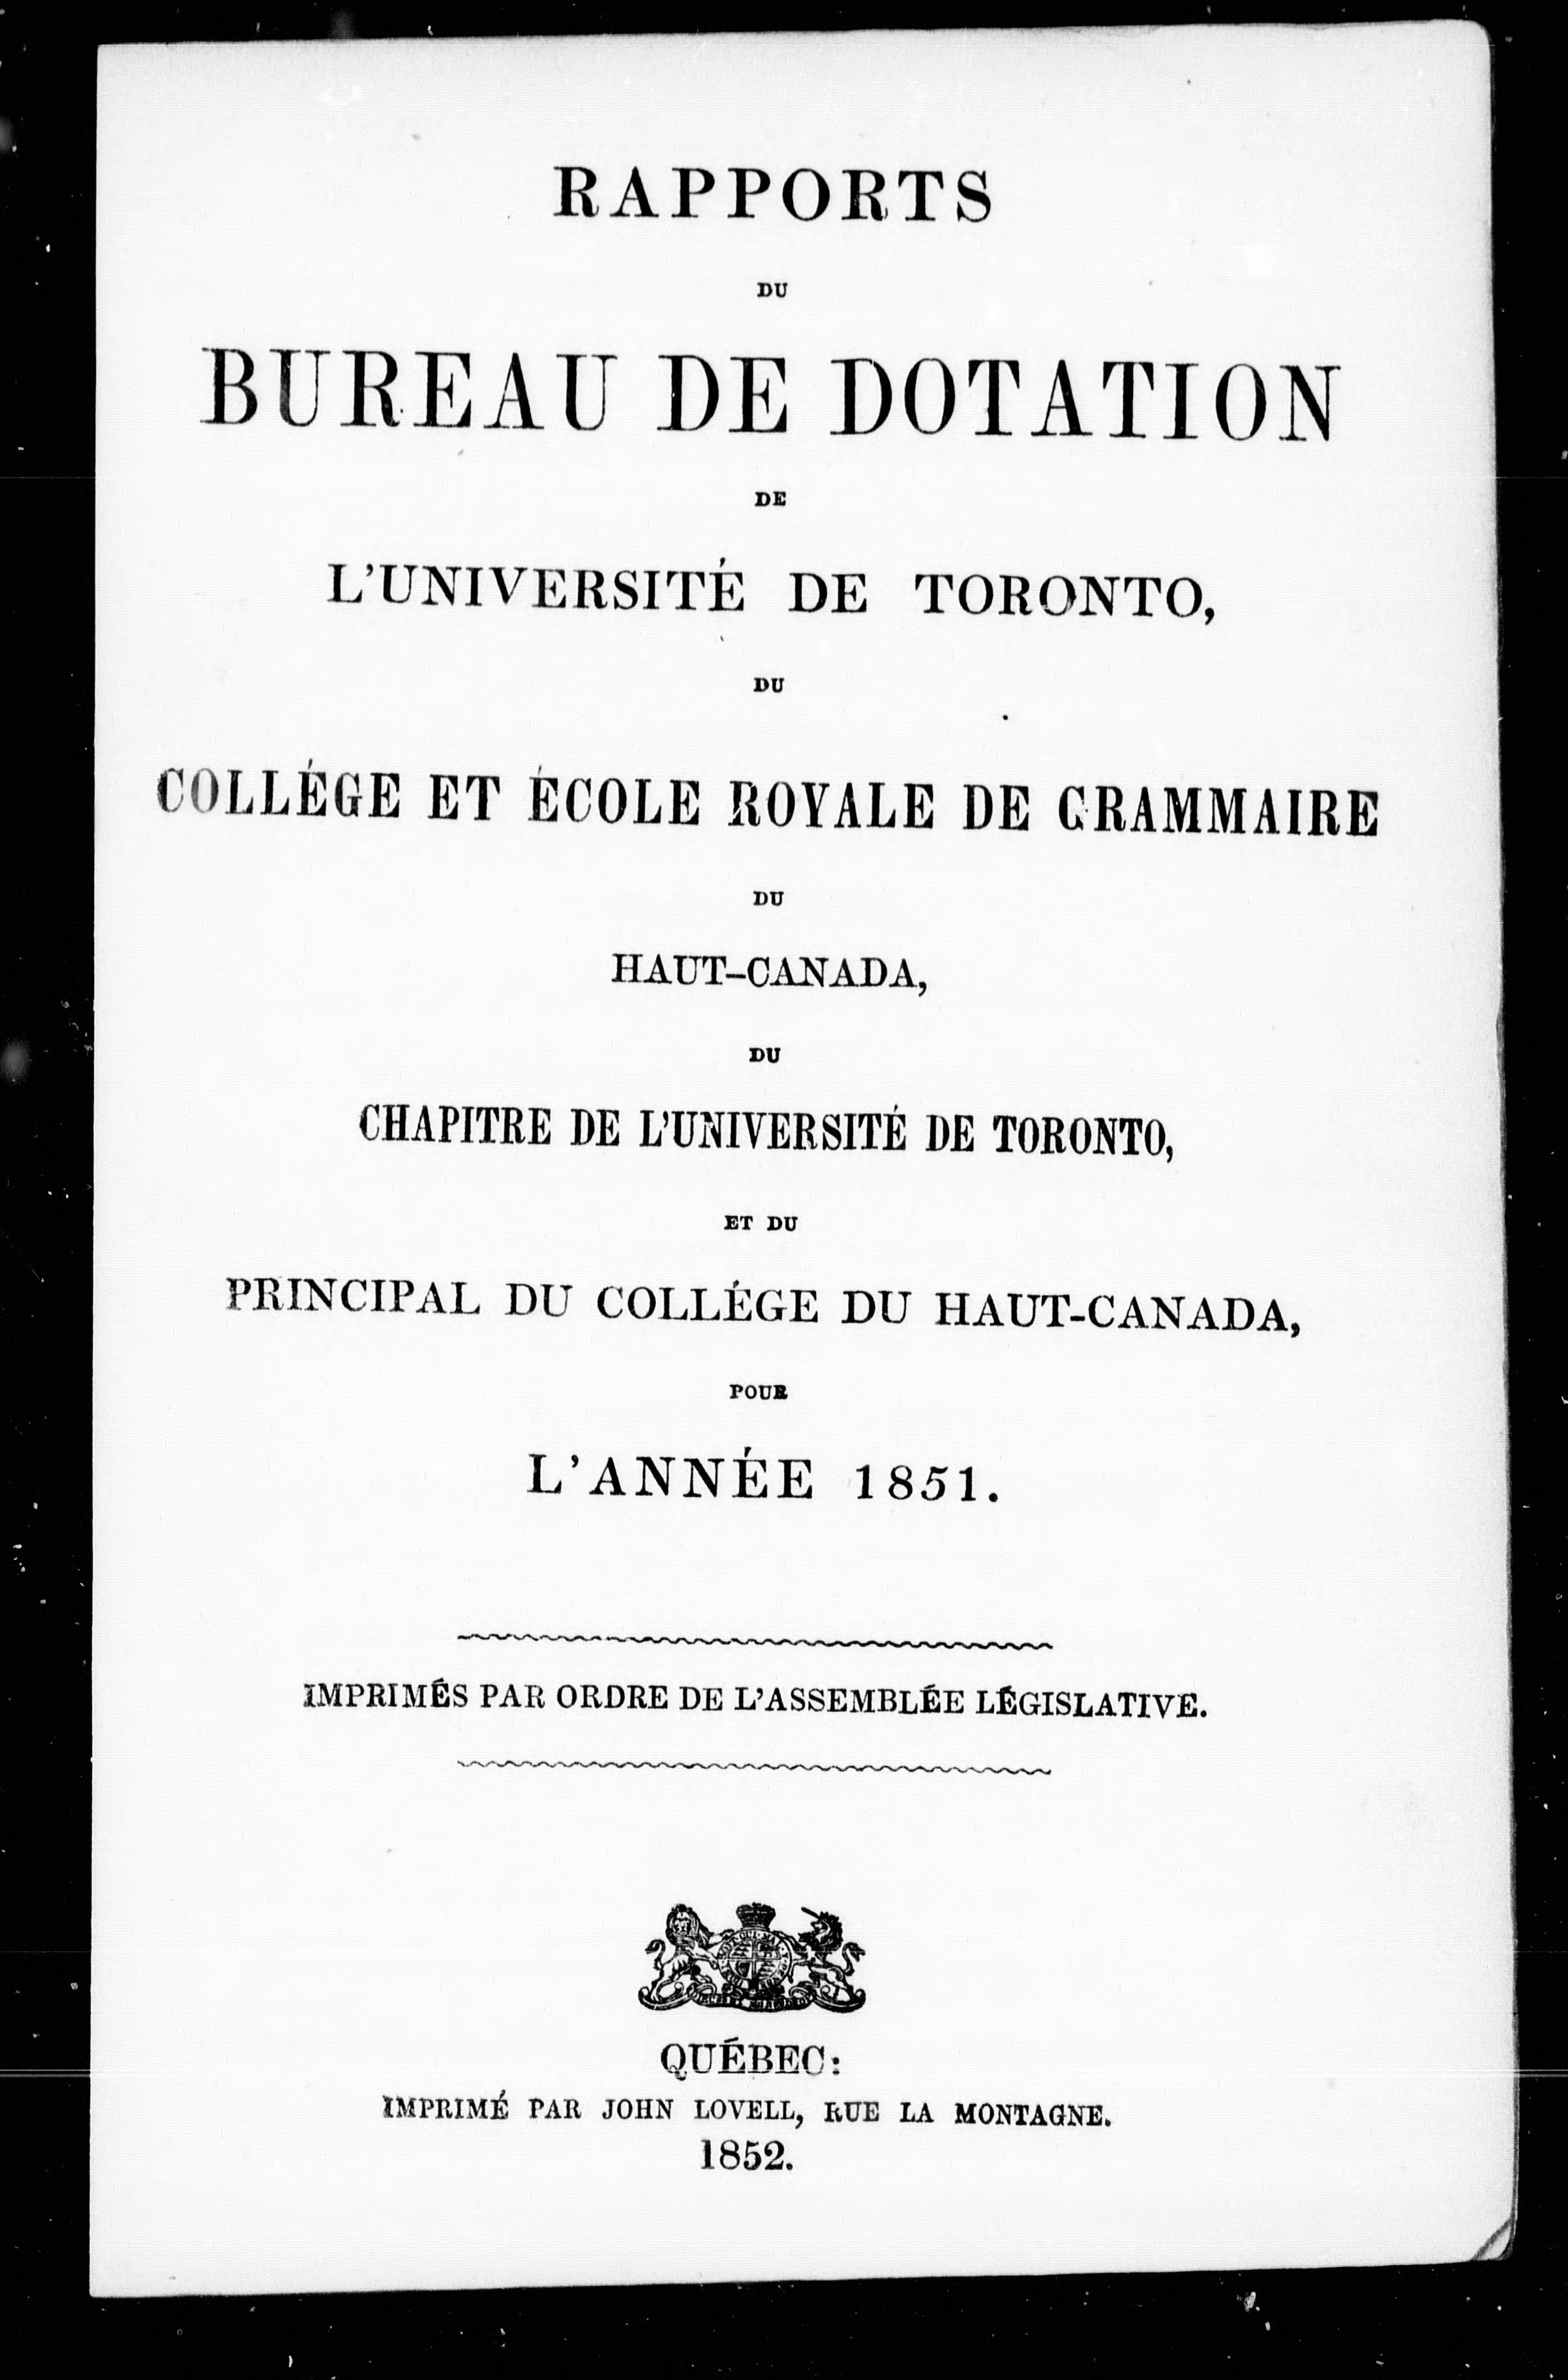 RAPPORTS
DU
BUREAU DE DOTATION
DE
L'UNIVERSITÉ DE TORONTO,
DU
COLLÉGE ET ÉCOLE ROYALE DE GRAMMAIRE
DU
HAUT-CANADA,
DU
CHAPITRE DE L'UNIVERSITÉ DE TORONTO,
ET DU
PRINCIPAL DU COLLÉGE DU HAUT-CANADA,
POUR
L'ANNÉE 1851.
IMPRIMÉS PAR ORDRE DE L'ASSEMBLÉE LÉGISLATIVE.
QUÉBEC:
IMPRIMÉ PAR JOHN LOVELL, RUE LA MONTAGNE.
1852.